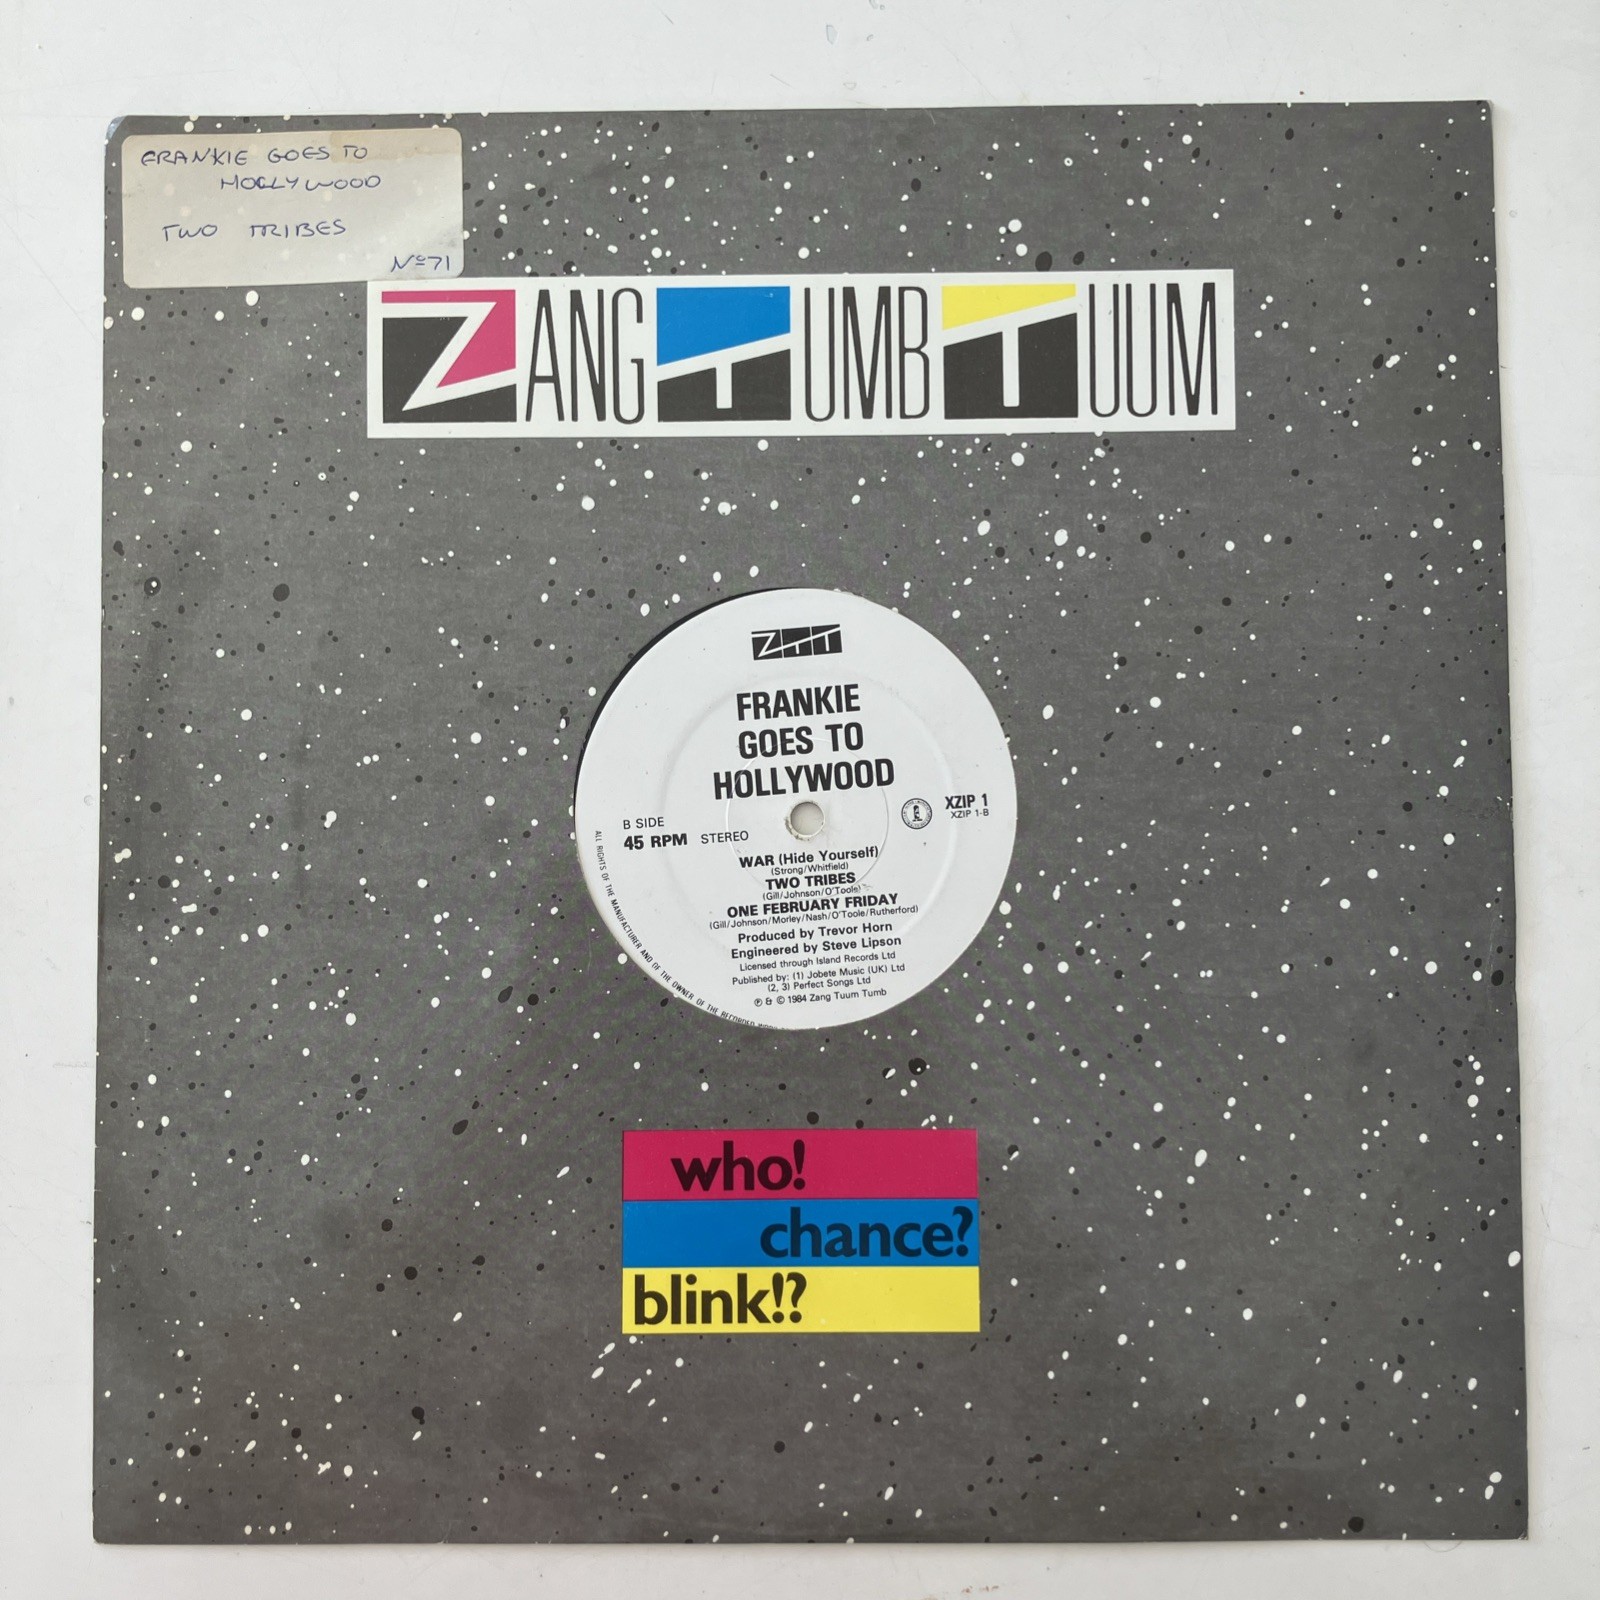 FRANKIE GOES TO
HOLLYWOOD
TWO TRIBES
Nº71
ZANG TUMB TUUM
ZTT
FRANKIE
GOES TO
HOLLYWOOD
B SIDE
45 RPM STEREO
XZIP 1
XZIP 1-B
WAR (Hide Yourself)
(Strong/Whitfield)
TWO TRIBES
(Gill/Johnson/O'Toole)
ONE FEBRUARY FRIDAY
(Gill/Johnson/Morley/Nash/O'Toole/Rutherford)
Produced by Trevor Horn
Engineered by Steve Lipson
Licensed through Island Records Ltd
Published by: (1) Jobete Music (UK) Ltd
(2, 3) Perfect Songs Ltd
℗ & © 1984 Zang Tuum Tumb
ALL RIGHTS OF THE MANUFACTURER AND OF THE OWNER OF THE RECORDED
who!
chance?
blink!?